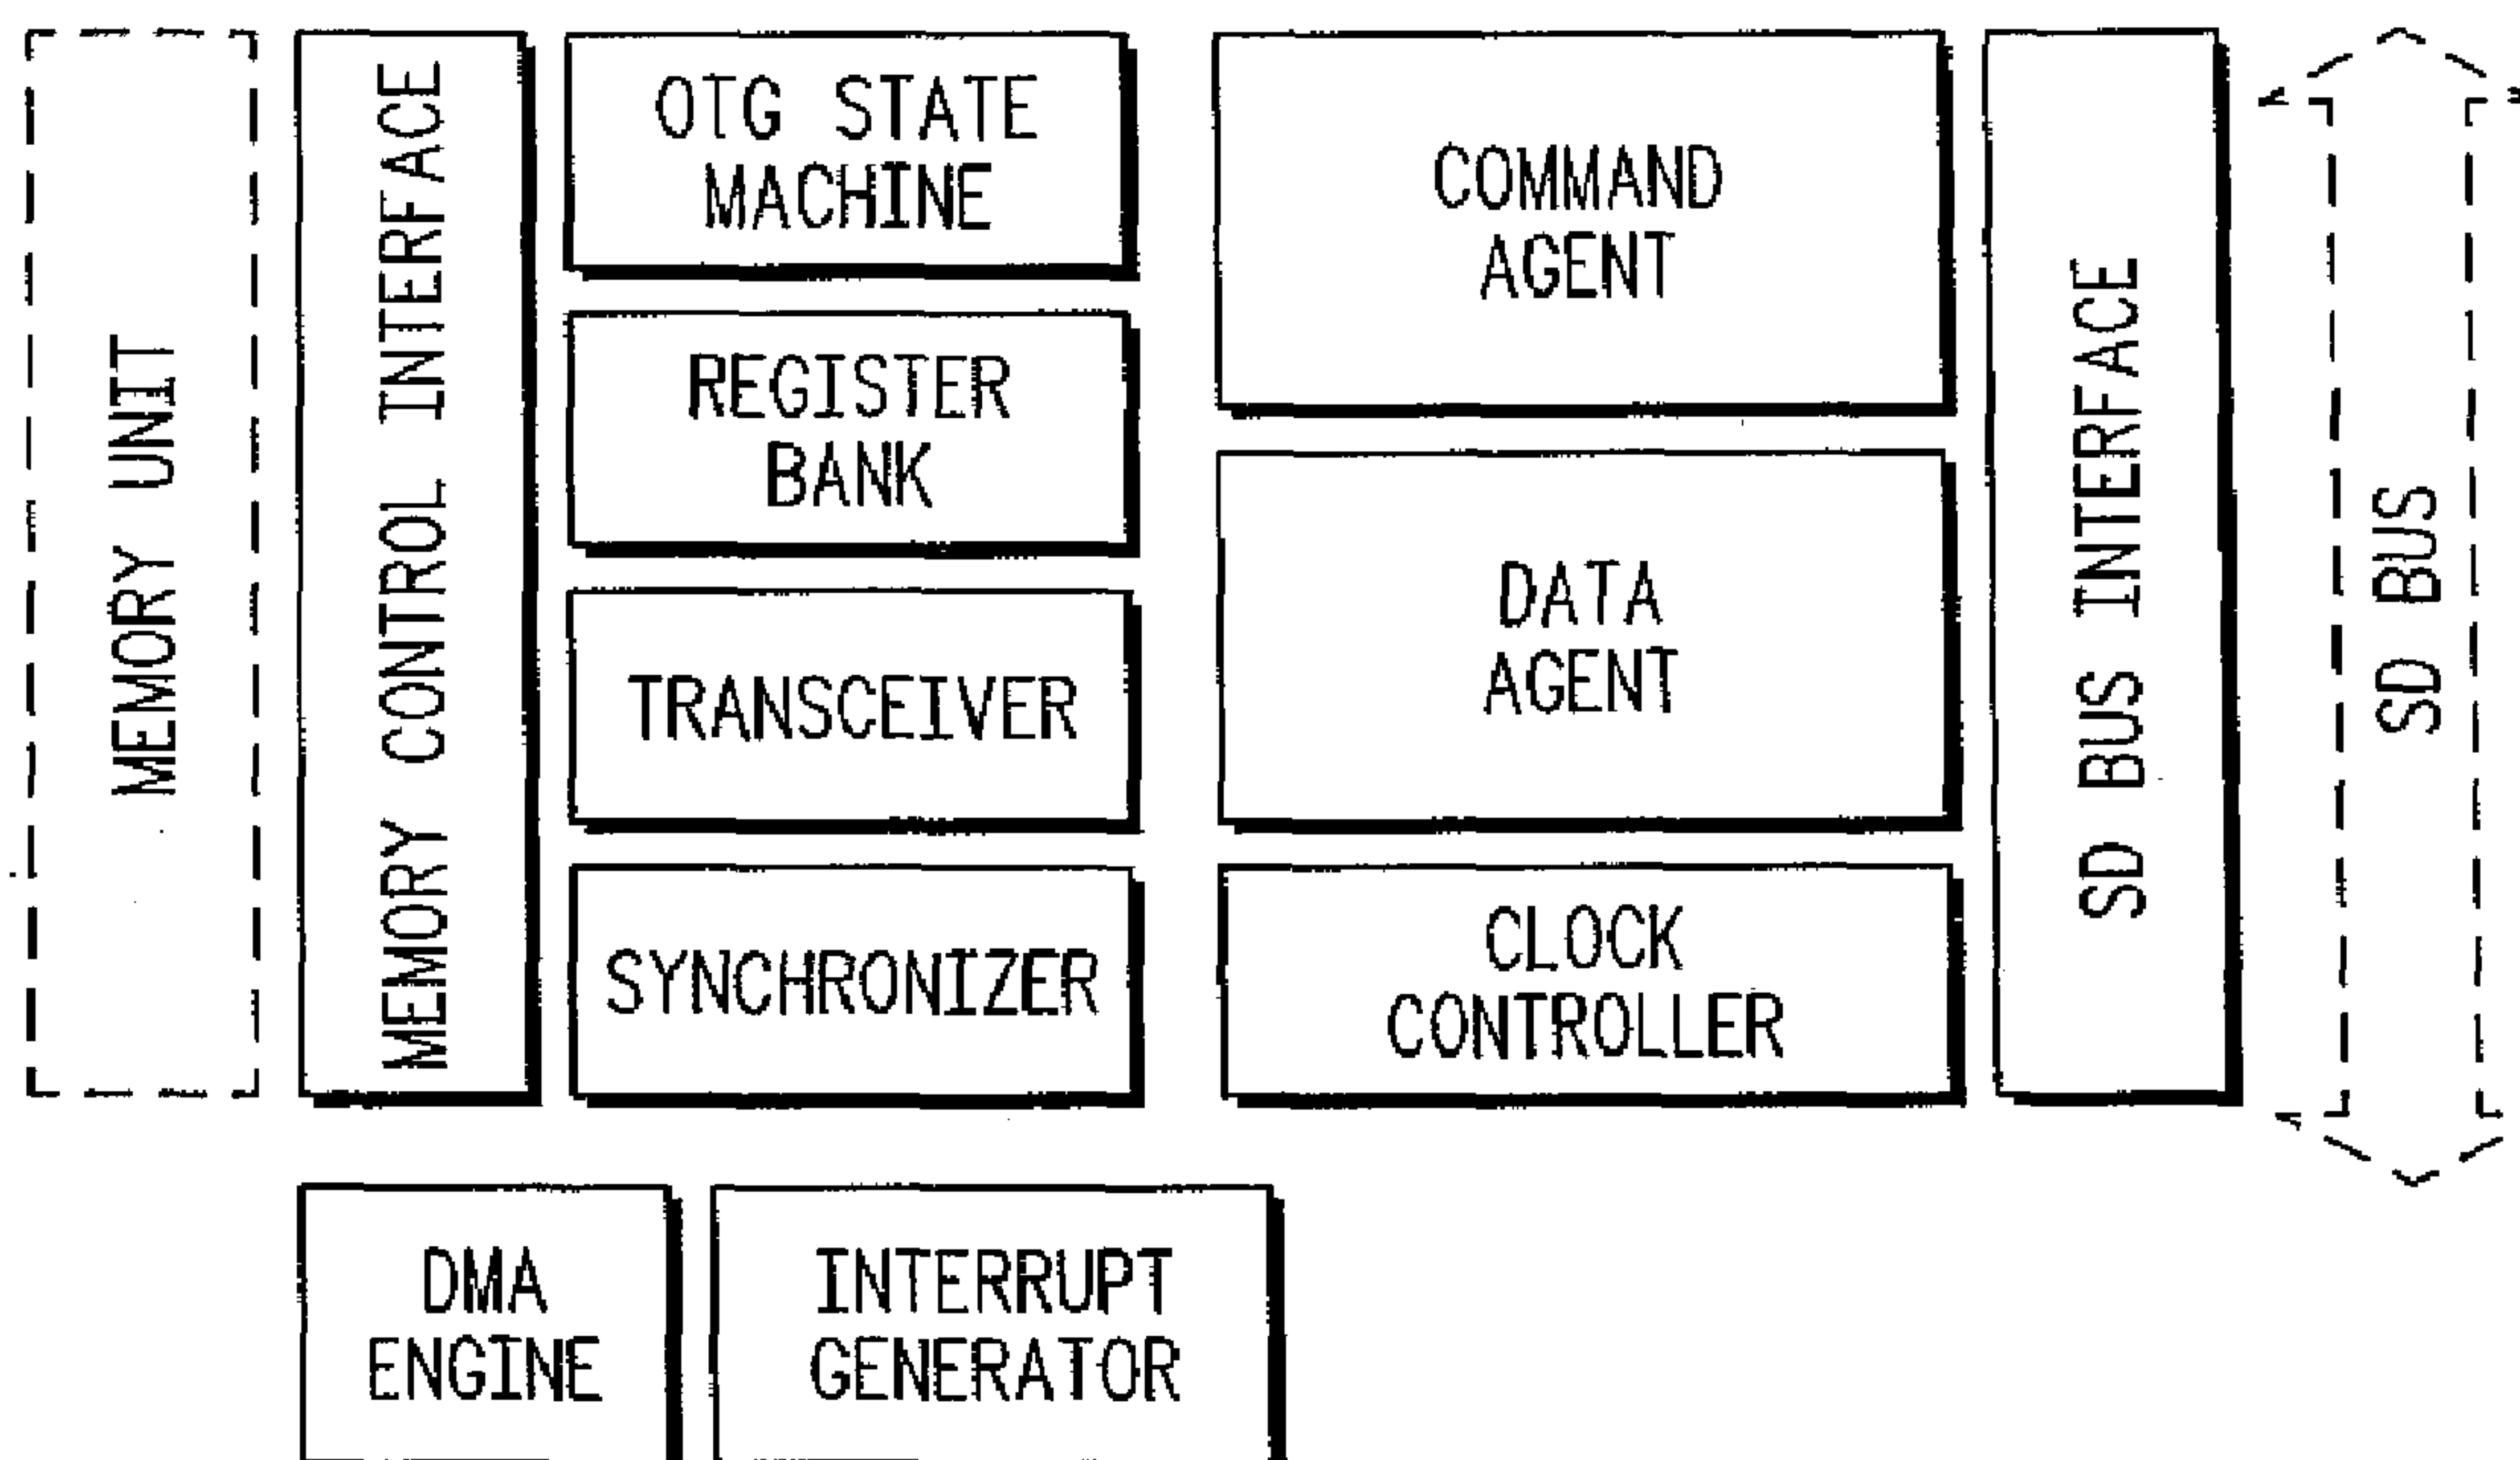 MEMORY UNIT
MEMORY CONTROL INTERFACE
OTG STATE
MACHINE
REGISTER
BANK
TRANSCEIVER
SYNCHRONIZER
COMMAND
AGENT
DATA
AGENT
CLOCK
CONTROLLER
SD BUS INTERFACE
SD BUS
DMA
ENGINE
INTERRUPT
GENERATOR